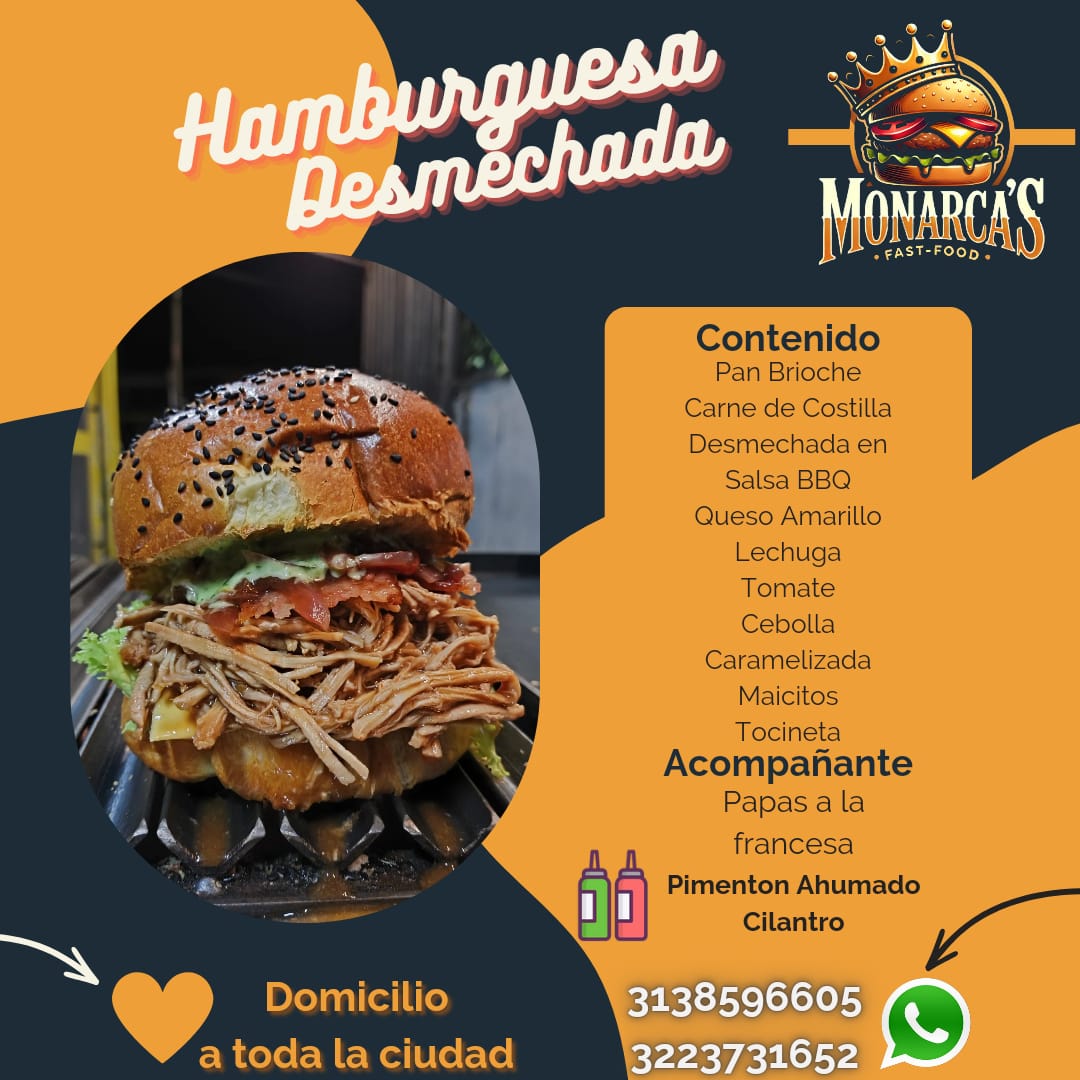 Hamburguesa
Desmechada
MONARCA'S
FAST-FOOD
Contenido
Pan Brioche
Carne de Costilla
Desmechada en
Salsa BBQ
Queso Amarillo
Lechuga
Tomate
Cebolla
Caramelizada
Maicitos
Tocineta
Acompañante
Papas a la
francesa
Pimenton Ahumado
Cilantro
Domicilio
a toda la ciudad
3138596605
3223731652